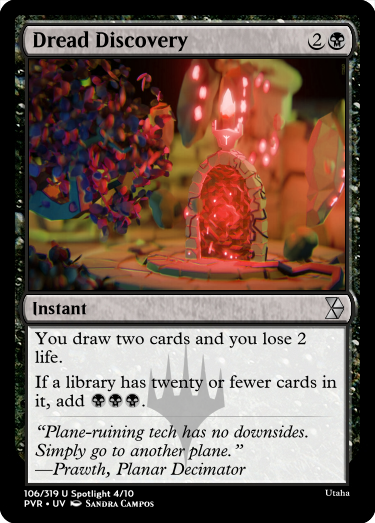 Dread Discovery 2
Instant
You draw two cards and you lose 2
life.
If a library has twenty or fewer cards in
it, add .
“Plane-ruining tech has no downsides.
Simply go to another plane.”
—Prawth, Planar Decimator
106/319 U Spotlight 4/10
PVR • UV Sandra Campos
Utaha